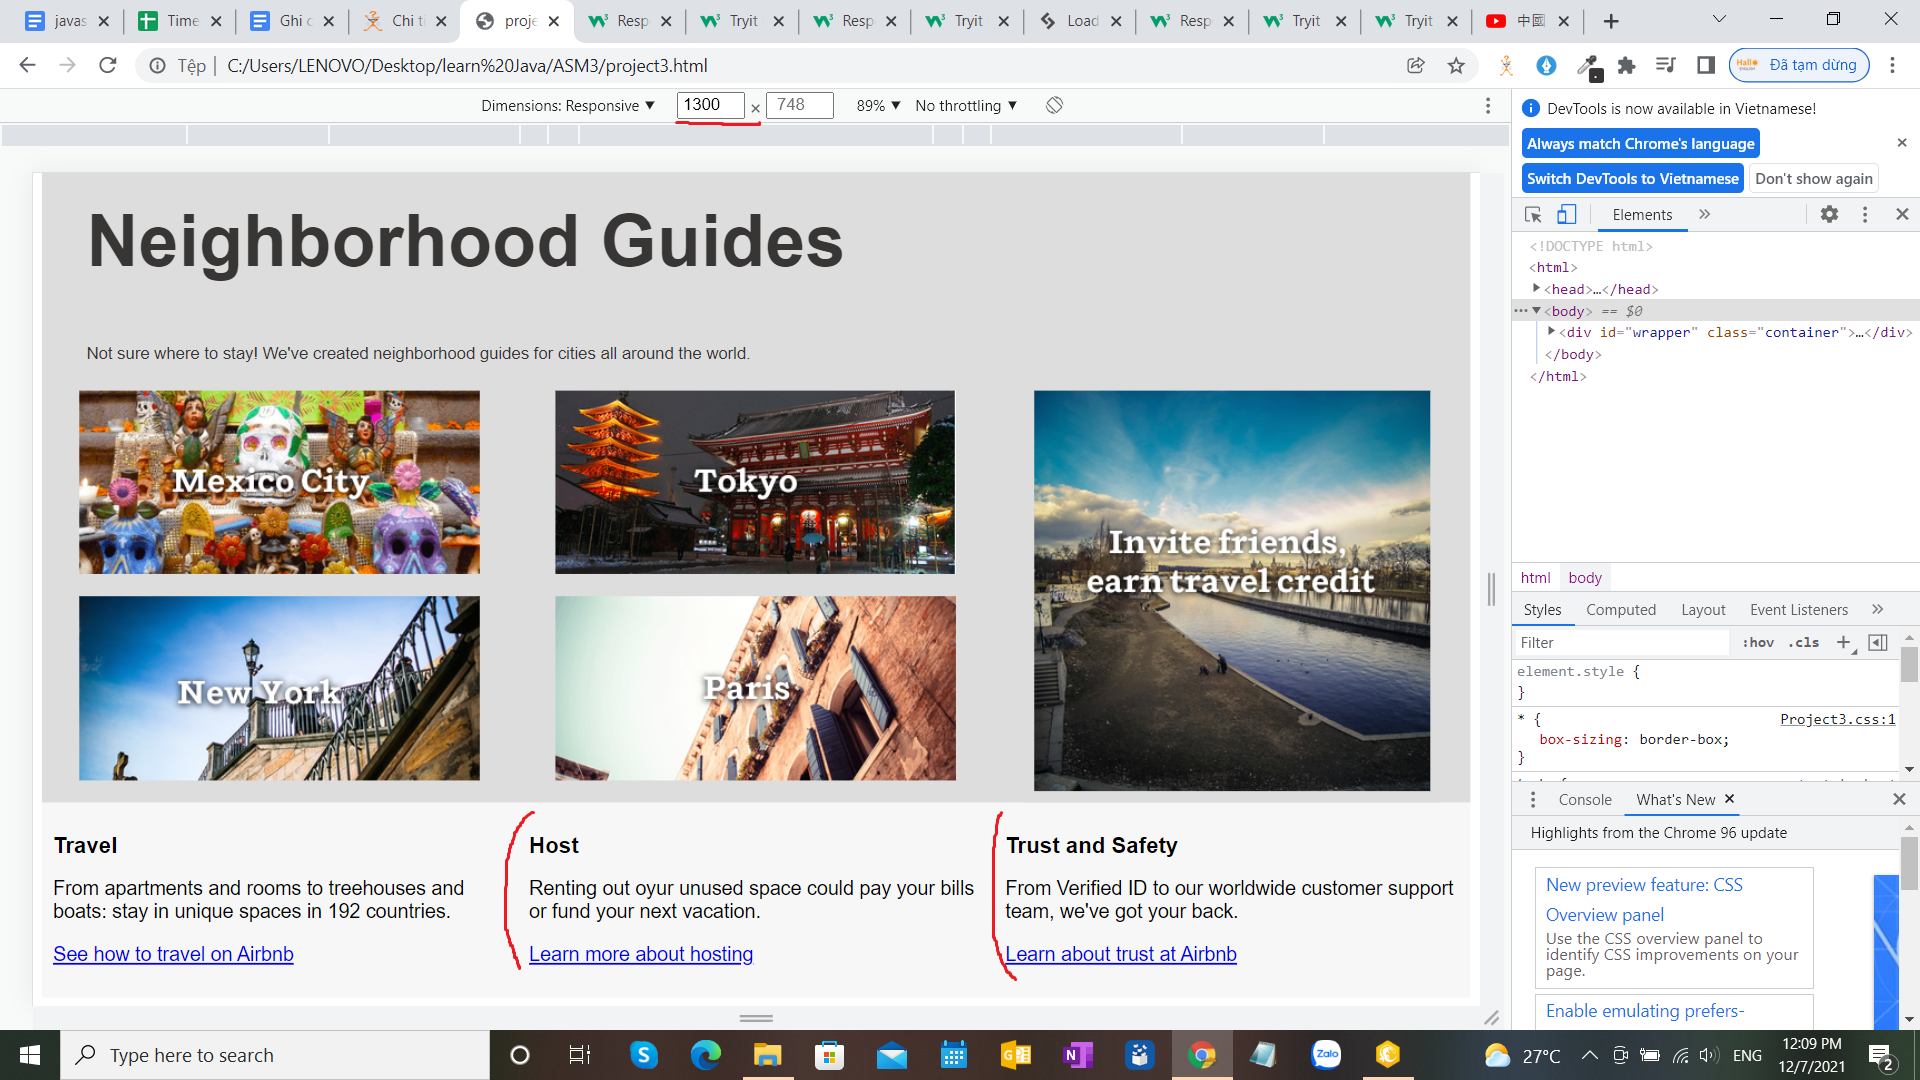 javas
Time
Ghi c
Chi ti
proje
Resp
Tryit
Resp
Tryit
Load
Resp
Tryit
Tryit
中國
Tệp
C:/Users/LENOVO/Desktop/learn%20Java/ASM3/project3.html
Đã tạm dừng
Dimensions: Responsive ▼ 1300 × 748 89% ▼ No throttling ▼
DevTools is now available in Vietnamese!
Always match Chrome's language
Switch DevTools to Vietnamese
Don't show again
Elements
<!DOCTYPE html>
<html>
<head>…</head>
<body> == $0
<div id="wrapper" class="container">…</div>
</body>
</html>
html body
Styles Computed Layout Event Listeners
Filter :hov .cls
element.style {
}
* { Project3.css:1
box-sizing: border-box;
}
Console What's New
Highlights from the Chrome 96 update
New preview feature: CSS
Overview panel
Use the CSS overview panel to
identify CSS improvements on your
page.
Enable emulating prefers-
Neighborhood Guides
Not sure where to stay! We've created neighborhood guides for cities all around the world.
Mexico City
Tokyo
Invite friends,
earn travel credit
New York
Paris
Travel
From apartments and rooms to treehouses and
boats: stay in unique spaces in 192 countries.
See how to travel on Airbnb
Host
Renting out oyur unused space could pay your bills
or fund your next vacation.
Learn more about hosting
Trust and Safety
From Verified ID to our worldwide customer support
team, we've got your back.
Learn about trust at Airbnb
Type here to search
Zalo
27°C
ENG
12:09 PM
12/7/2021
2